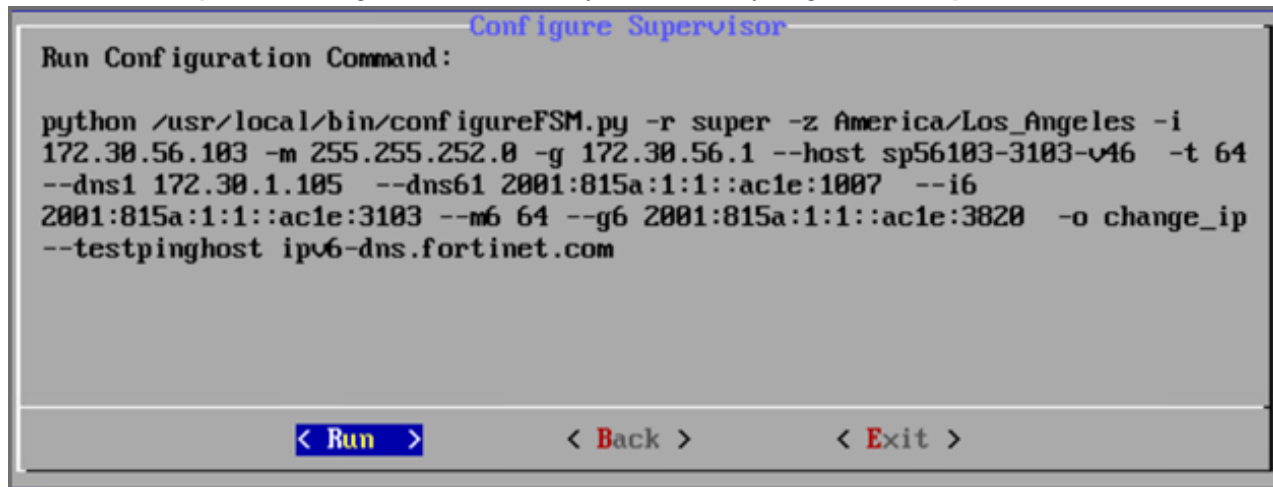 Configure Supervisor
Run Configuration Command:
python /usr/local/bin/configureFSM.py -r super -z America/Los_Angeles -i
172.30.56.103 -m 255.255.252.0 -g 172.30.56.1 --host sp56103-3103-v46 -t 64
--dns1 172.30.1.105 --dns61 2001:815a:1:1::ac1e:1007 --i6
2001:815a:1:1::ac1e:3103 --m6 64 --g6 2001:815a:1:1::ac1e:3820 -o change_ip
--testpinghost ipv6-dns.fortinet.com
< Run > < Back > < Exit >